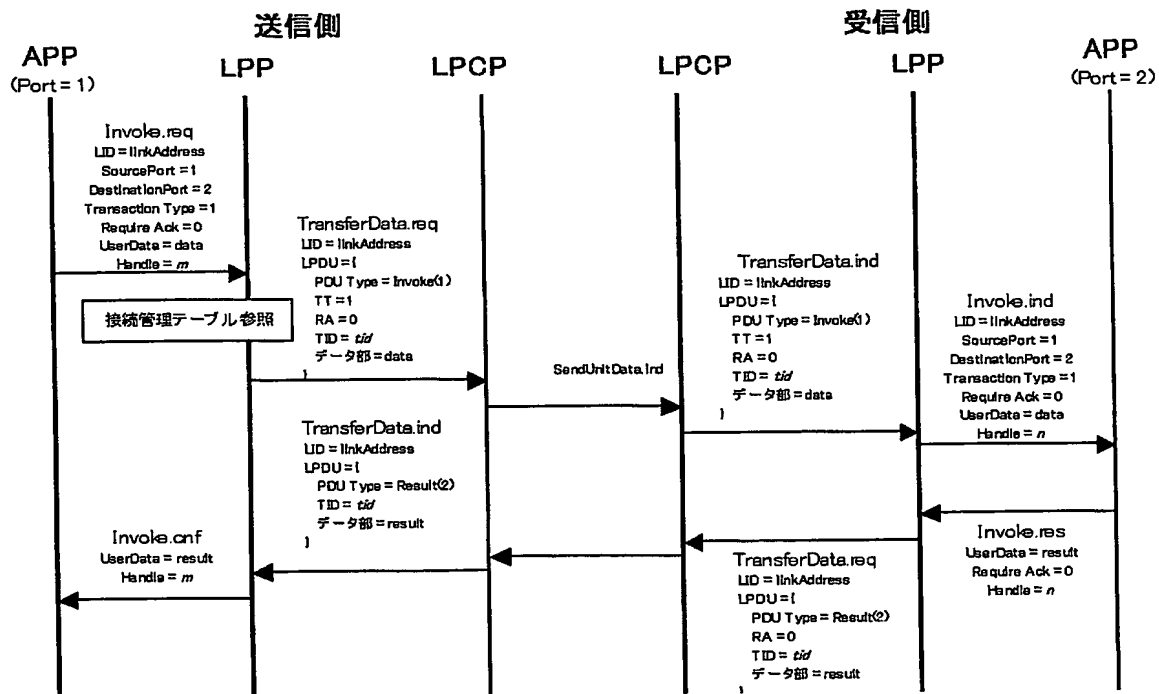 送信側
受信側
APP
(Port = 1)
LPP
LPCP
LPCP
LPP
APP
(Port = 2)
Invoke.req
LID = linkAddress
SourcePort = 1
DestinationPort = 2
Transaction Type = 1
Require Ack = 0
UserData = data
Handle = m
接続管理テーブル参照
TransferData.req
LID = linkAddress
LPDU = {
PDU Type = Invoke(1)
TT = 1
RA = 0
TID = tid
データ部 = data
}
SendUnitData.ind
TransferData.ind
LID = linkAddress
LPDU = {
PDU Type = Invoke(1)
TT = 1
RA = 0
TID = tid
データ部 = data
}
Invoke.ind
LID = linkAddress
SourcePort = 1
DestinationPort = 2
Transaction Type = 1
Require Ack = 0
UserData = data
Handle = n
Invoke.res
UserData = result
Require Ack = 0
Handle = n
TransferData.req
LID = linkAddress
LPDU = {
PDU Type = Result(2)
RA = 0
TID = tid
データ部 = result
}
TransferData.ind
LID = linkAddress
LPDU = {
PDU Type = Result(2)
TID = tid
データ部 = result
}
Invoke.cnf
UserData = result
Handle = m